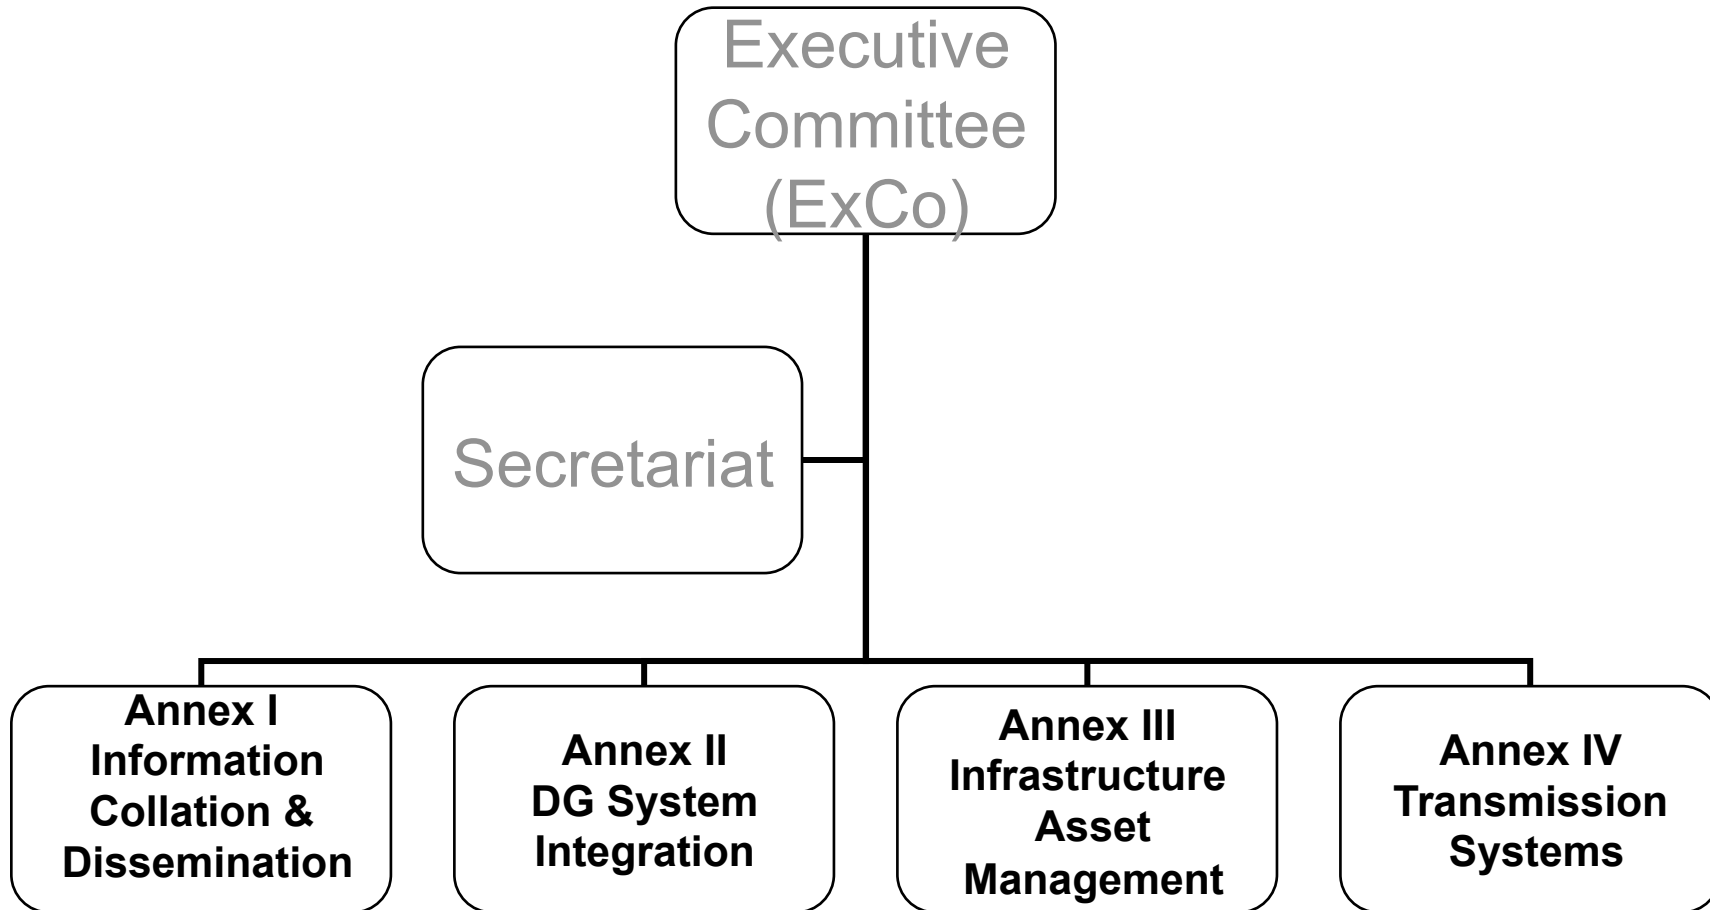 Executive
Committee
(ExCo)
Secretariat
Annex I
Information
Collation &
Dissemination
Annex II
DG System
Integration
Annex III
Infrastructure
Asset
Management
Annex IV
Transmission
Systems